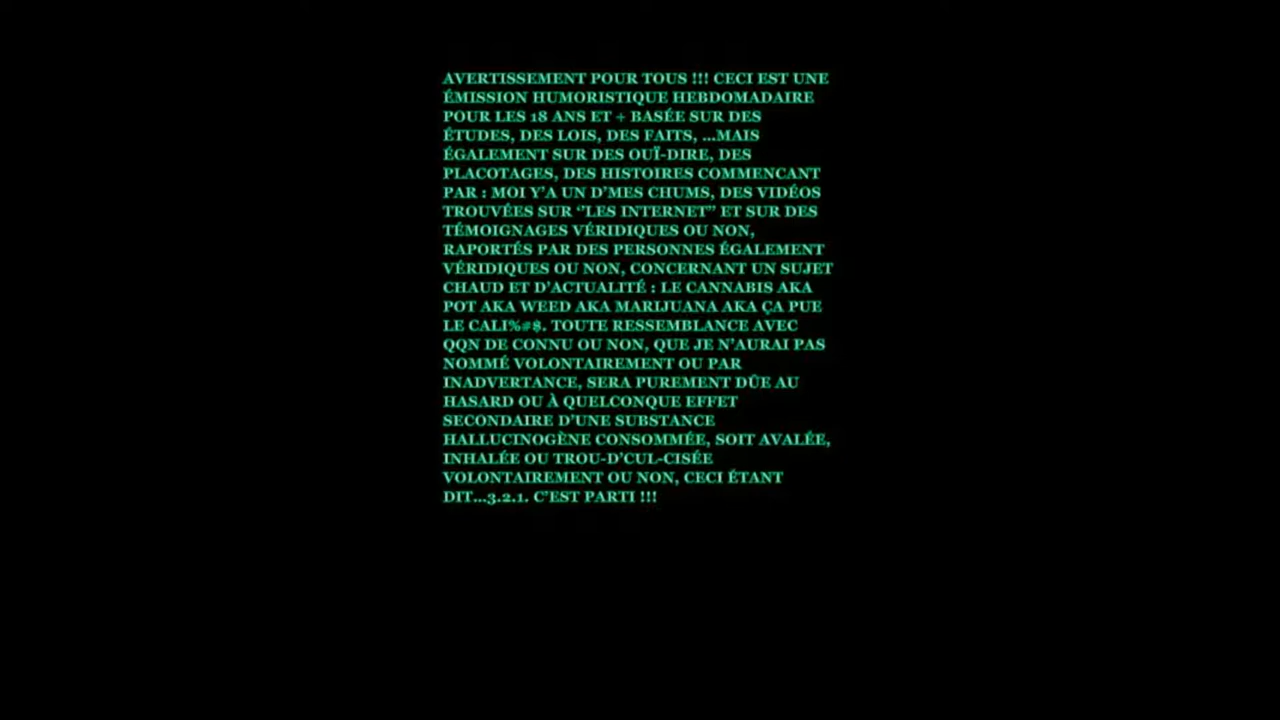 AVERTISSEMENT POUR TOUS !!! CECI EST UNE
ÉMISSION HUMORISTIQUE HEBDOMADAIRE
POUR LES 18 ANS ET + BASÉE SUR DES
ÉTUDES, DES LOIS, DES FAITS, ...MAIS
ÉGALEMENT SUR DES OUÏ-DIRE, DES
PLACOTAGES, DES HISTOIRES COMMENCANT
PAR : MOI Y'A UN D'MES CHUMS, DES VIDÉOS
TROUVÉES SUR ‘'LES INTERNET’' ET SUR DES
TÉMOIGNAGES VÉRIDIQUES OU NON,
RAPORTÉS PAR DES PERSONNES ÉGALEMENT
VÉRIDIQUES OU NON, CONCERNANT UN SUJET
CHAUD ET D'ACTUALITÉ : LE CANNABIS AKA
POT AKA WEED AKA MARIJUANA AKA ÇA PUE
LE CALI%#$. TOUTE RESSEMBLANCE AVEC
QQN DE CONNU OU NON, QUE JE N'AURAI PAS
NOMMÉ VOLONTAIREMENT OU PAR
INADVERTANCE, SERA PUREMENT DÛE AU
HASARD OU À QUELCONQUE EFFET
SECONDAIRE D'UNE SUBSTANCE
HALLUCINOGÈNE CONSOMMÉE, SOIT AVALÉE,
INHALÉE OU TROU-D'CUL-CISÉE
VOLONTAIREMENT OU NON, CECI ÉTANT
DIT...3.2.1. C'EST PARTI !!!